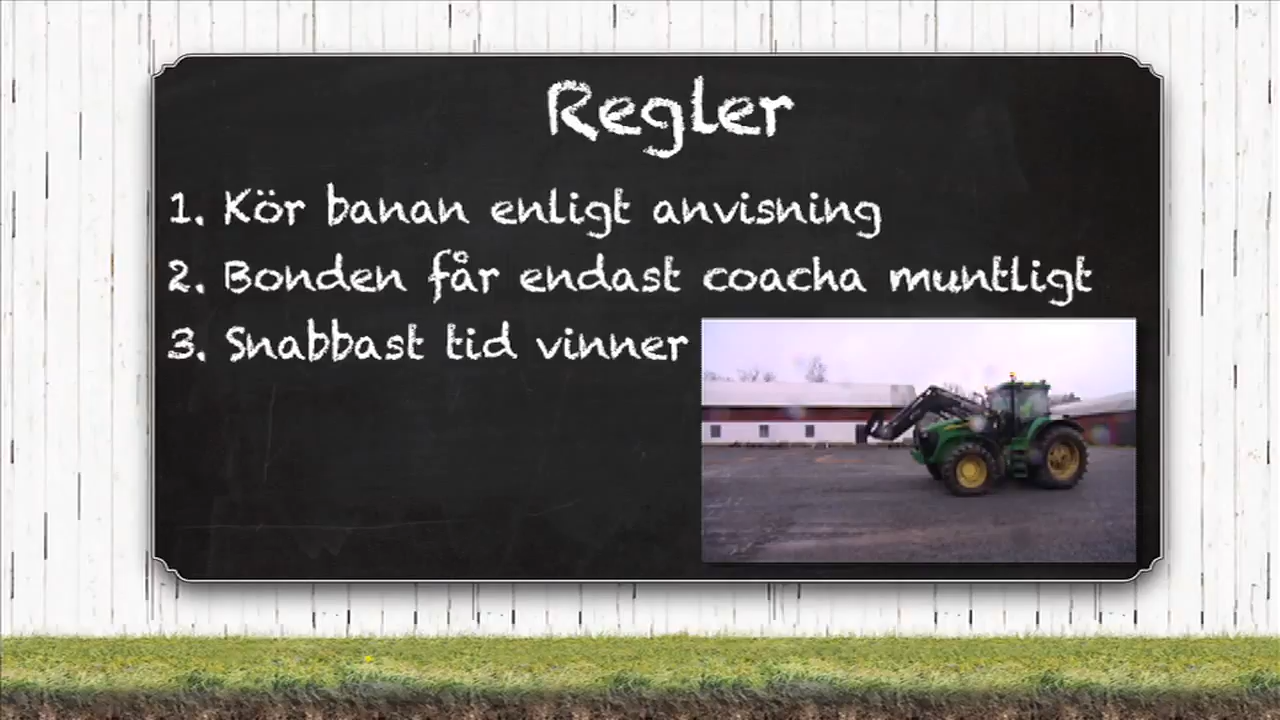 Regler
1. Kör banan enligt anvisning
2. Bonden får endast coacha muntligt
3. Snabbast tid vinner